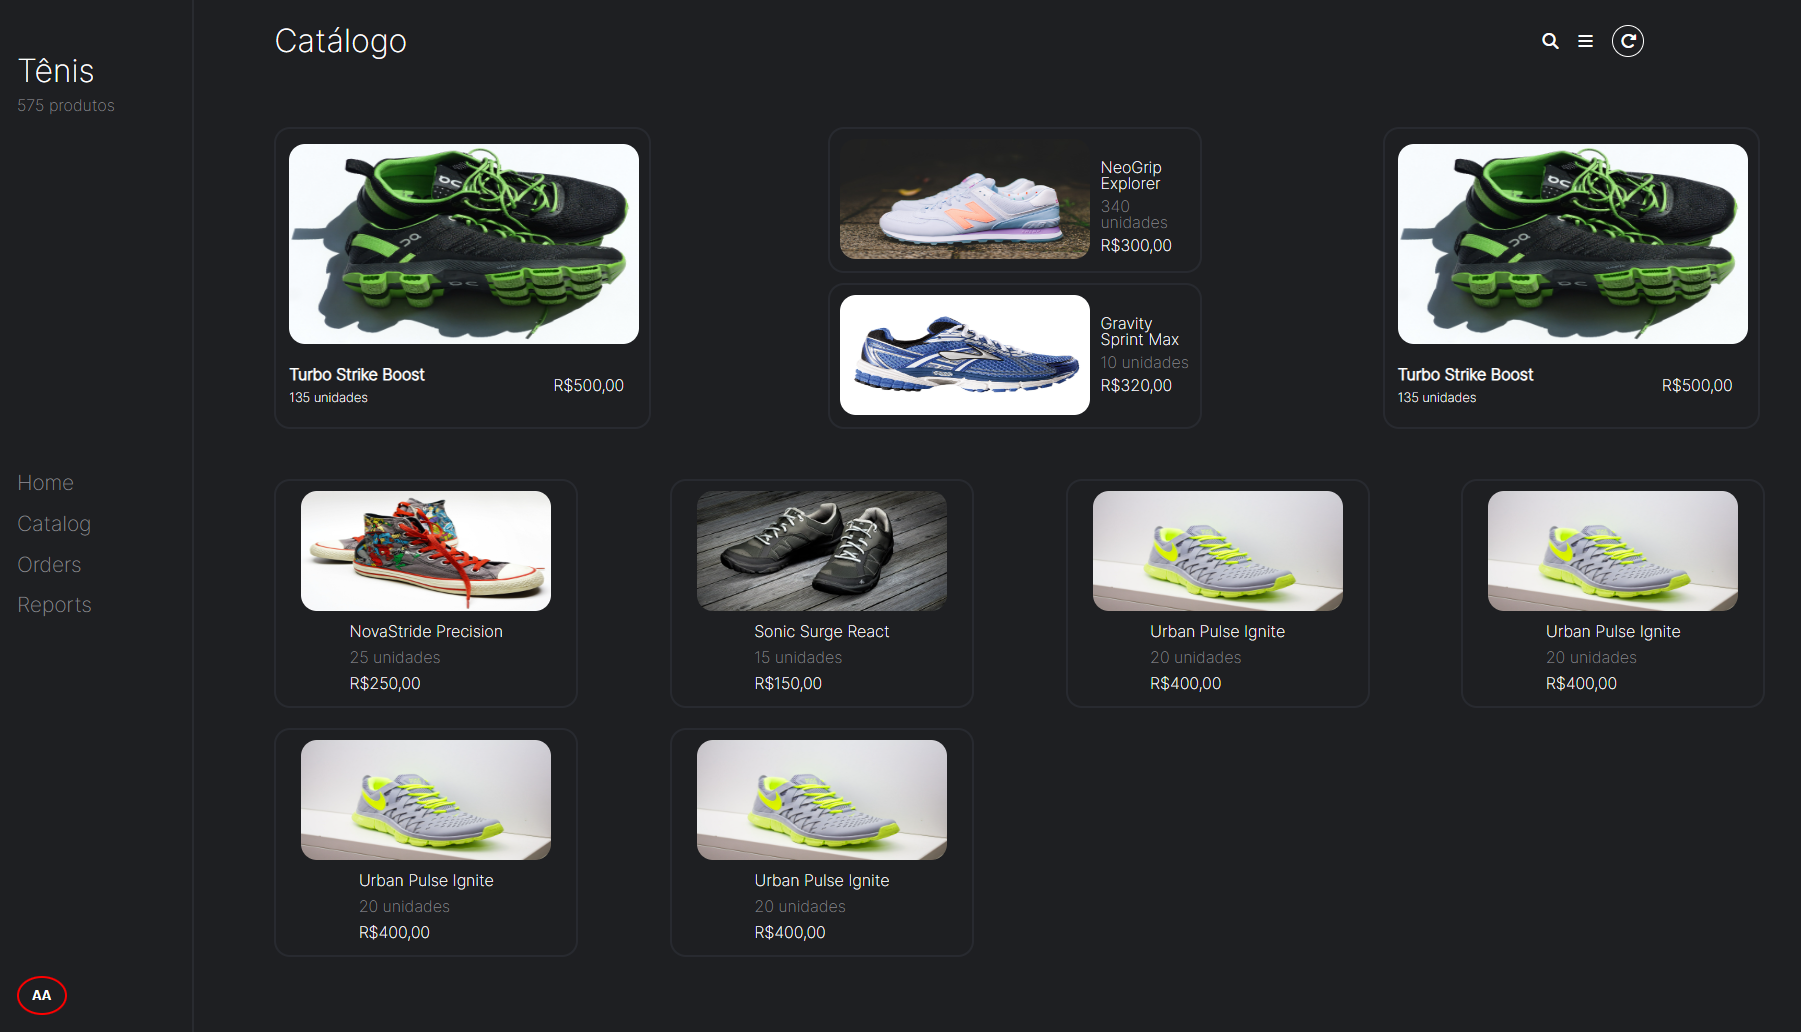 Tênis
575 produtos
Home
Catalog
Orders
Reports
AA
Catálogo
Turbo Strike Boost
135 unidades
R$500,00
NeoGrip
Explorer
340
unidades
R$300,00
Gravity
Sprint Max
10 unidades
R$320,00
Turbo Strike Boost
135 unidades
R$500,00
NovaStride Precision
25 unidades
R$250,00
Sonic Surge React
15 unidades
R$150,00
Urban Pulse Ignite
20 unidades
R$400,00
Urban Pulse Ignite
20 unidades
R$400,00
Urban Pulse Ignite
20 unidades
R$400,00
Urban Pulse Ignite
20 unidades
R$400,00